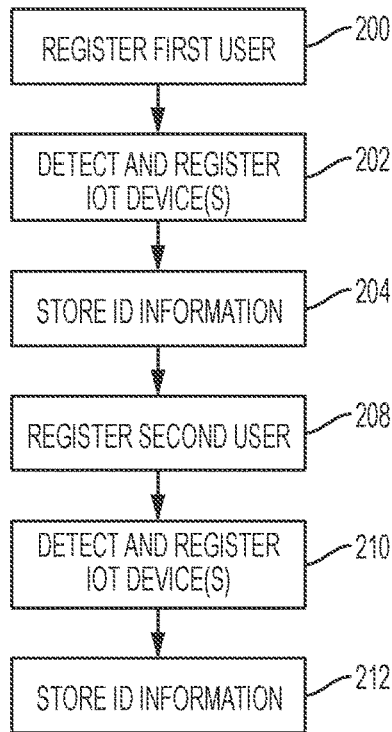 200
REGISTER FIRST USER
DETECT AND REGISTER
IOT DEVICE(S)
202
STORE ID INFORMATION
204
REGISTER SECOND USER
208
DETECT AND REGISTER
IOT DEVICE(S)
210
STORE ID INFORMATION
212